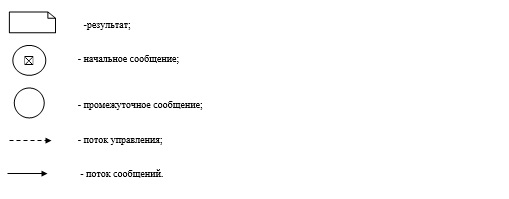 -результат;
- начальное сообщение;
- промежуточное сообщение;
- поток управления;
- поток сообщений.